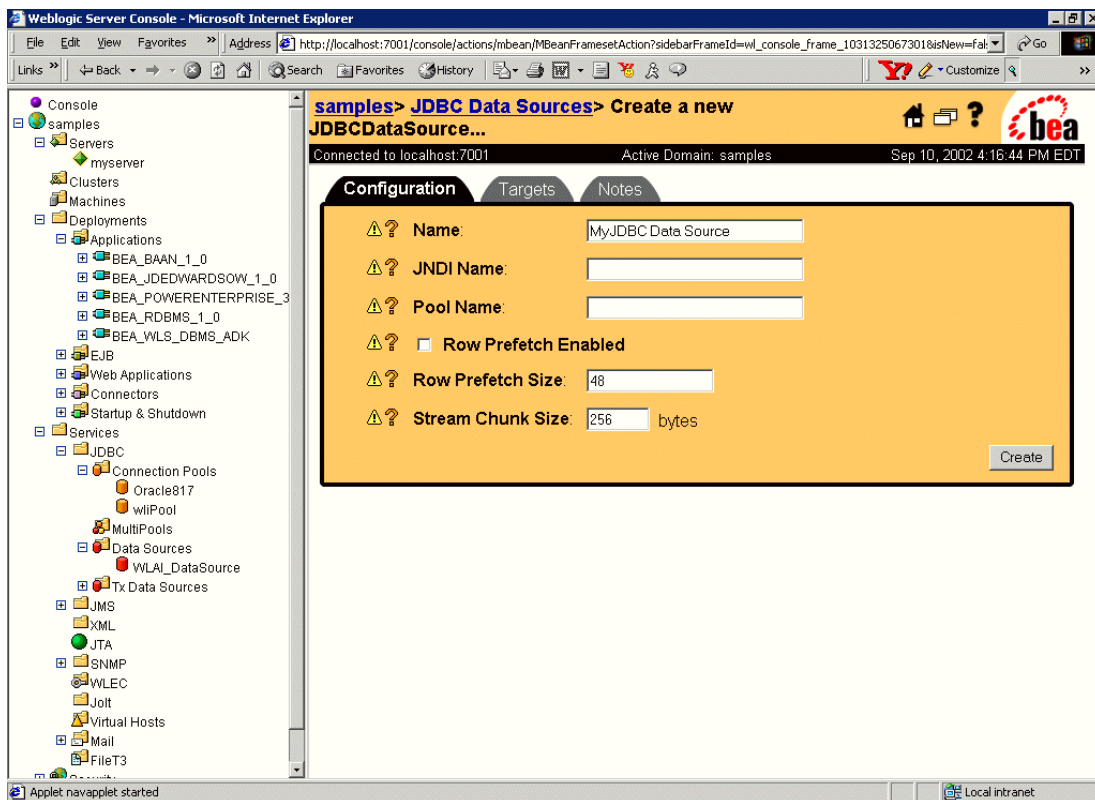 Weblogic Server Console - Microsoft Internet Explorer
File Edit View Favorites » Address http://localhost:7001/console/actions/mbean/MBeanFramesetAction?sidebarFrameId=wl_console_frame_1031325067301&isNew=fal Go
Links » Back Search Favorites History Y! Customize »
Console
samples
Servers
myserver
Clusters
Machines
Deployments
Applications
BEA_BAAN_1_0
BEA_JDEDWARDSOW_1_0
BEA_POWERENTERPRISE_3
BEA_RDBMS_1_0
BEA_WLS_DBMS_ADK
EJB
Web Applications
Connectors
Startup & Shutdown
Services
JDBC
Connection Pools
Oracle817
wliPool
MultiPools
Data Sources
WLAI_DataSource
Tx Data Sources
JMS
XML
JTA
SNMP
WLEC
Jolt
Virtual Hosts
Mail
FileT3
samples> JDBC Data Sources> Create a new
JDBCDataSource...
bea
Connected to localhost:7001 Active Domain: samples Sep 10, 2002 4:16:44 PM EDT
Configuration Targets Notes
Name: MyJDBC Data Source
JNDI Name:
Pool Name:
Row Prefetch Enabled
Row Prefetch Size: 48
Stream Chunk Size: 256 bytes
Create
Applet navapplet started Local intranet